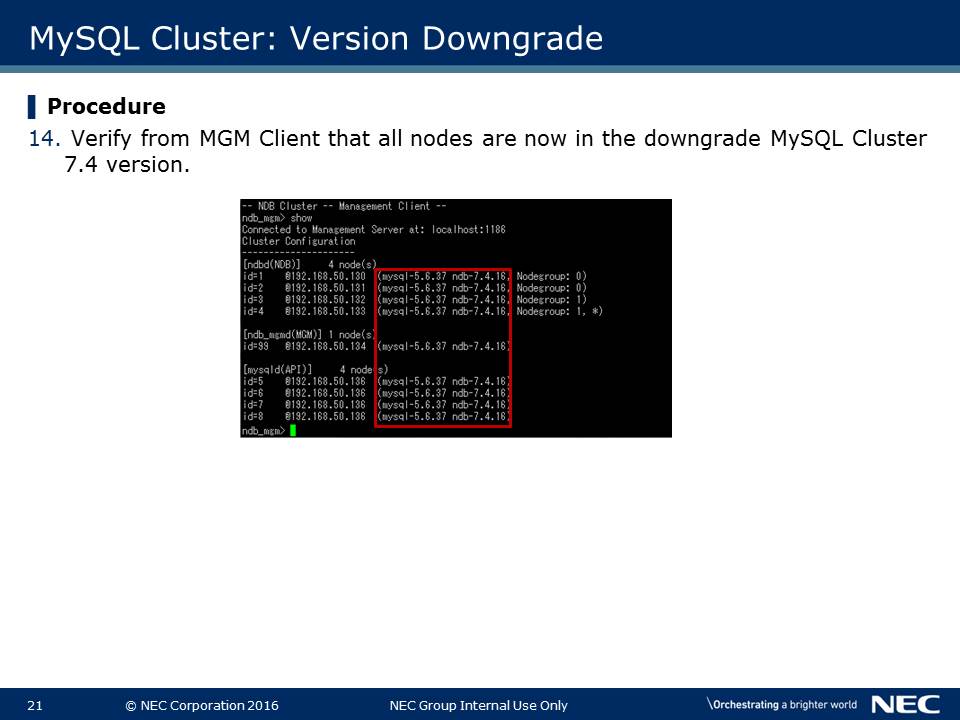 MySQL Cluster: Version Downgrade
Procedure
14. Verify from MGM Client that all nodes are now in the downgrade MySQL Cluster
7.4 version.
-- NDB Cluster -- Management Client --
ndb_mgm> show
Connected to Management Server at: localhost:1186
Cluster Configuration
---------------------
[ndbd(NDB)] 4 node(s)
id=1 @192.168.50.130 (mysql-5.6.37 ndb-7.4.16, Nodegroup: 0)
id=2 @192.168.50.131 (mysql-5.6.37 ndb-7.4.16, Nodegroup: 0)
id=3 @192.168.50.132 (mysql-5.6.37 ndb-7.4.16, Nodegroup: 1)
id=4 @192.168.50.133 (mysql-5.6.37 ndb-7.4.16, Nodegroup: 1, *)
[ndb_mgmd(MGM)] 1 node(s)
id=99 @192.168.50.134 (mysql-5.6.37 ndb-7.4.16)
[mysqld(API)] 4 node(s)
id=5 @192.168.50.136 (mysql-5.6.37 ndb-7.4.16)
id=6 @192.168.50.136 (mysql-5.6.37 ndb-7.4.16)
id=7 @192.168.50.136 (mysql-5.6.37 ndb-7.4.16)
id=8 @192.168.50.136 (mysql-5.6.37 ndb-7.4.16)
ndb_mgm>
21 © NEC Corporation 2016 NEC Group Internal Use Only \Orchestrating a brighter world NEC